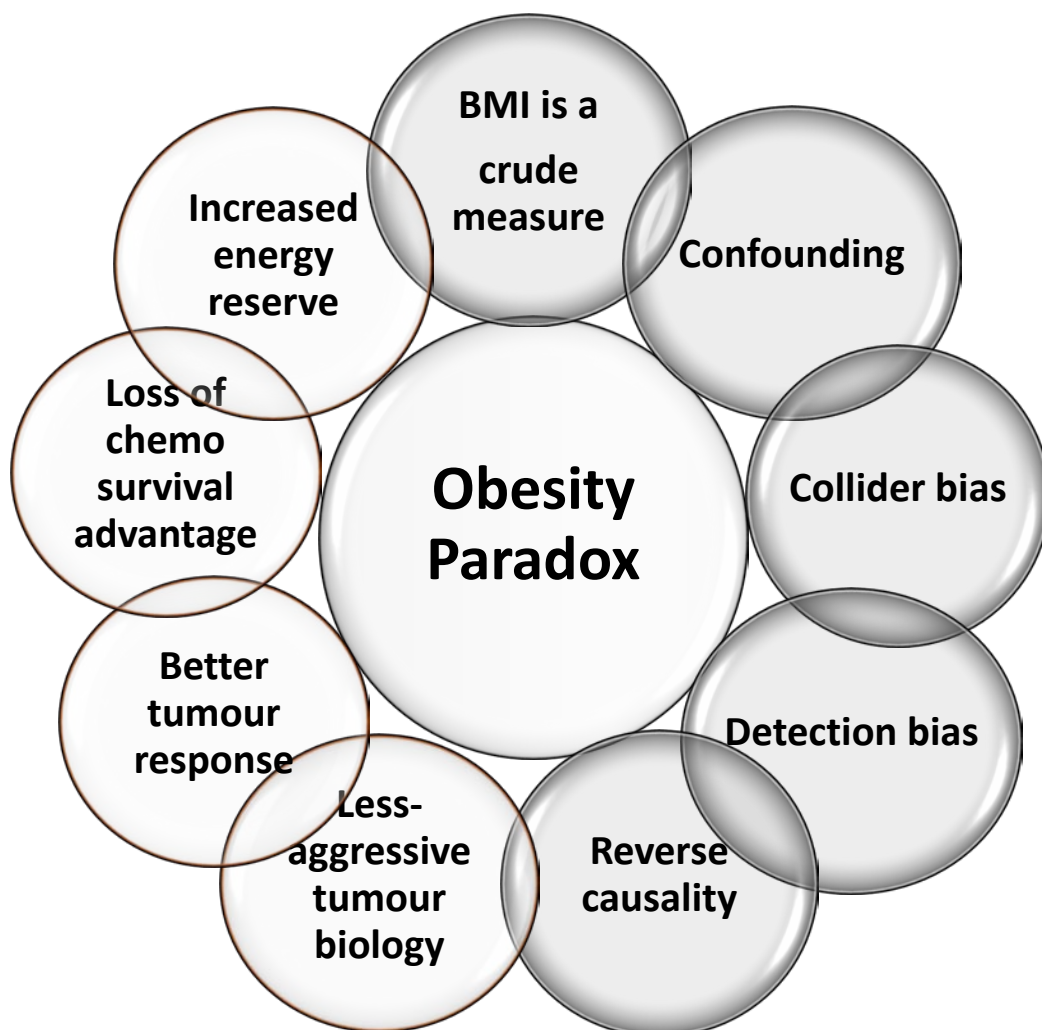 BMI is a
crude
measure
Confounding
Collider bias
Detection bias
Reverse
causality
Less-
aggressive
tumour
biology
Better
tumour
response
Loss of
chemo
survival
advantage
Increased
energy
reserve
Obesity
Paradox